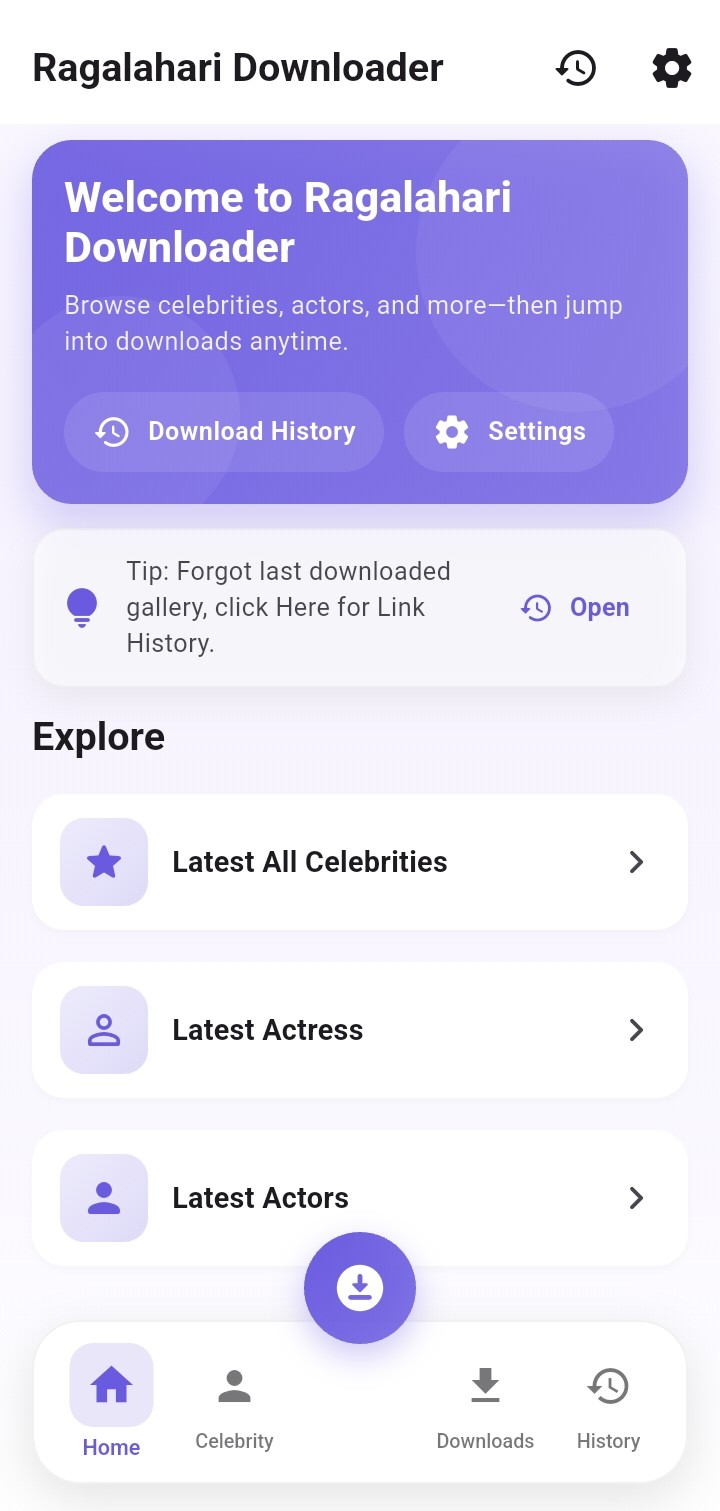 Ragalahari Downloader
Welcome to Ragalahari
Downloader
Browse celebrities, actors, and more—then jump
into downloads anytime.
Download History
Settings
Tip: Forgot last downloaded
gallery, click Here for Link
History.
Open
Explore
Latest All Celebrities
Latest Actress
Latest Actors
Home
Celebrity
Downloads
History